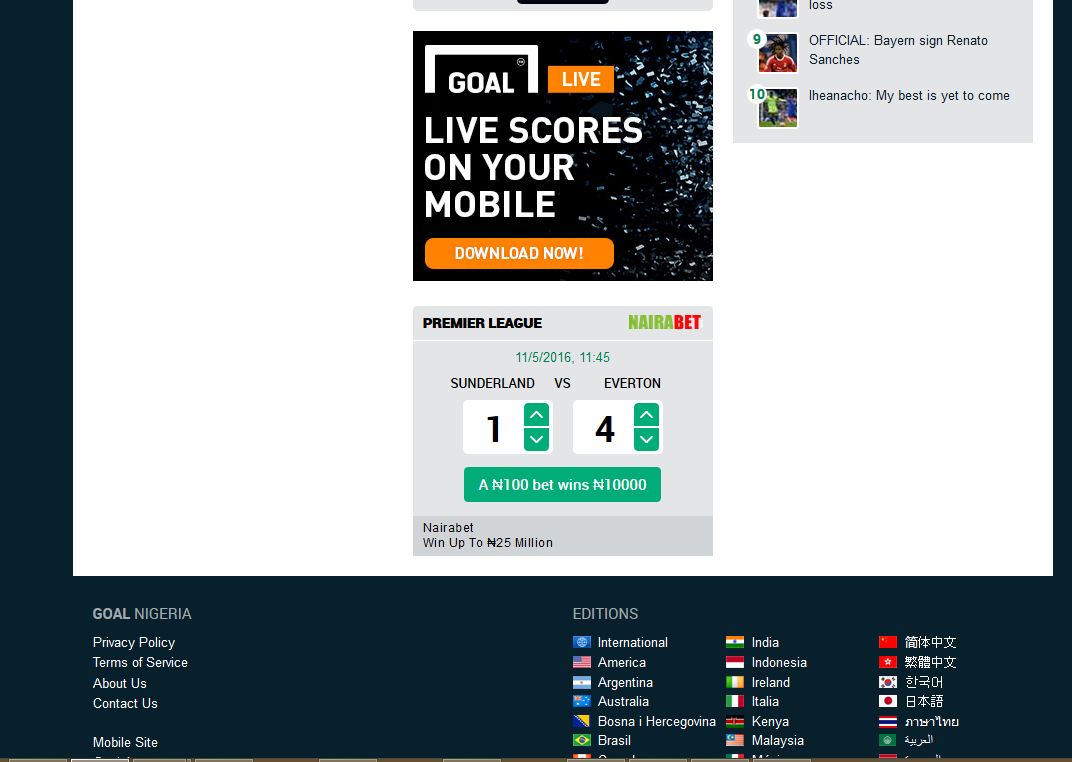 loss
9
OFFICIAL: Bayern sign Renato
Sanches
10
Iheanacho: My best is yet to come
GOAL LIVE
LIVE SCORES
ON YOUR
MOBILE
DOWNLOAD NOW!
PREMIER LEAGUE NAIRABET
11/5/2016, 11:45
SUNDERLAND VS EVERTON
1 4
A ₦100 bet wins ₦10000
Nairabet
Win Up To ₦25 Million
GOAL NIGERIA
Privacy Policy
Terms of Service
About Us
Contact Us
Mobile Site
EDITIONS
International
America
Argentina
Australia
Bosna i Hercegovina
Brasil
India
Indonesia
Ireland
Italia
Kenya
Malaysia
简体中文
繁體中文
한국어
日本語
ภาษาไทย
العربية